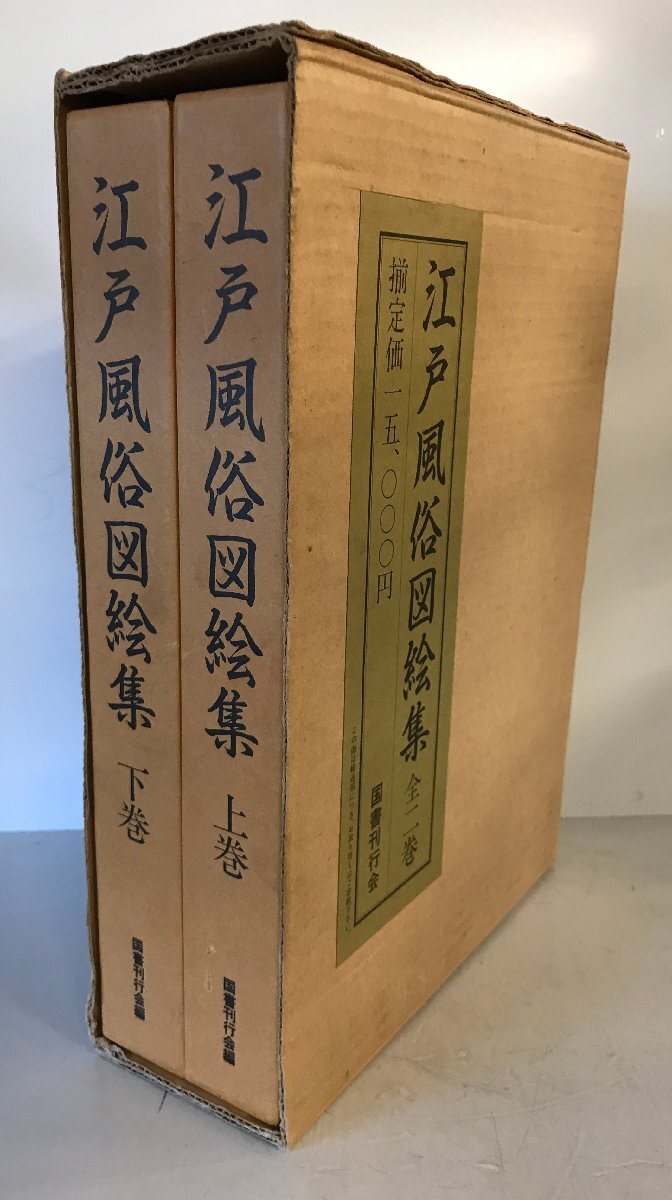 江戸風俗図絵集 上巻
国書刊行会編
江戸風俗図絵集 下巻
国書刊行会編
江戸風俗図絵集 全二巻
揃定価一五、〇〇〇円
国書刊行会